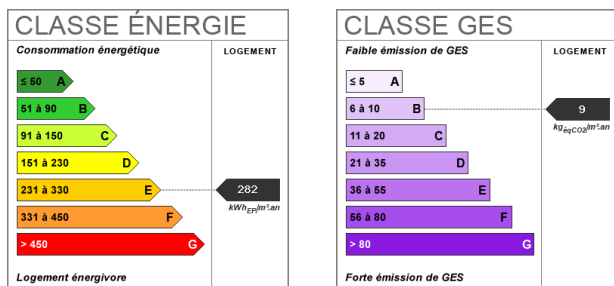 CLASSE ÉNERGIE
Consommation énergétique
LOGEMENT
≤ 50 A
51 à 90 B
91 à 150 C
151 à 230 D
231 à 330 E
282
kWhEP/m².an
331 à 450 F
> 450 G
Logement énergivore
CLASSE GES
Faible émission de GES
LOGEMENT
≤ 5 A
6 à 10 B
9
kgéqCO2/m².an
11 à 20 C
21 à 35 D
36 à 55 E
56 à 80 F
> 80 G
Forte émission de GES